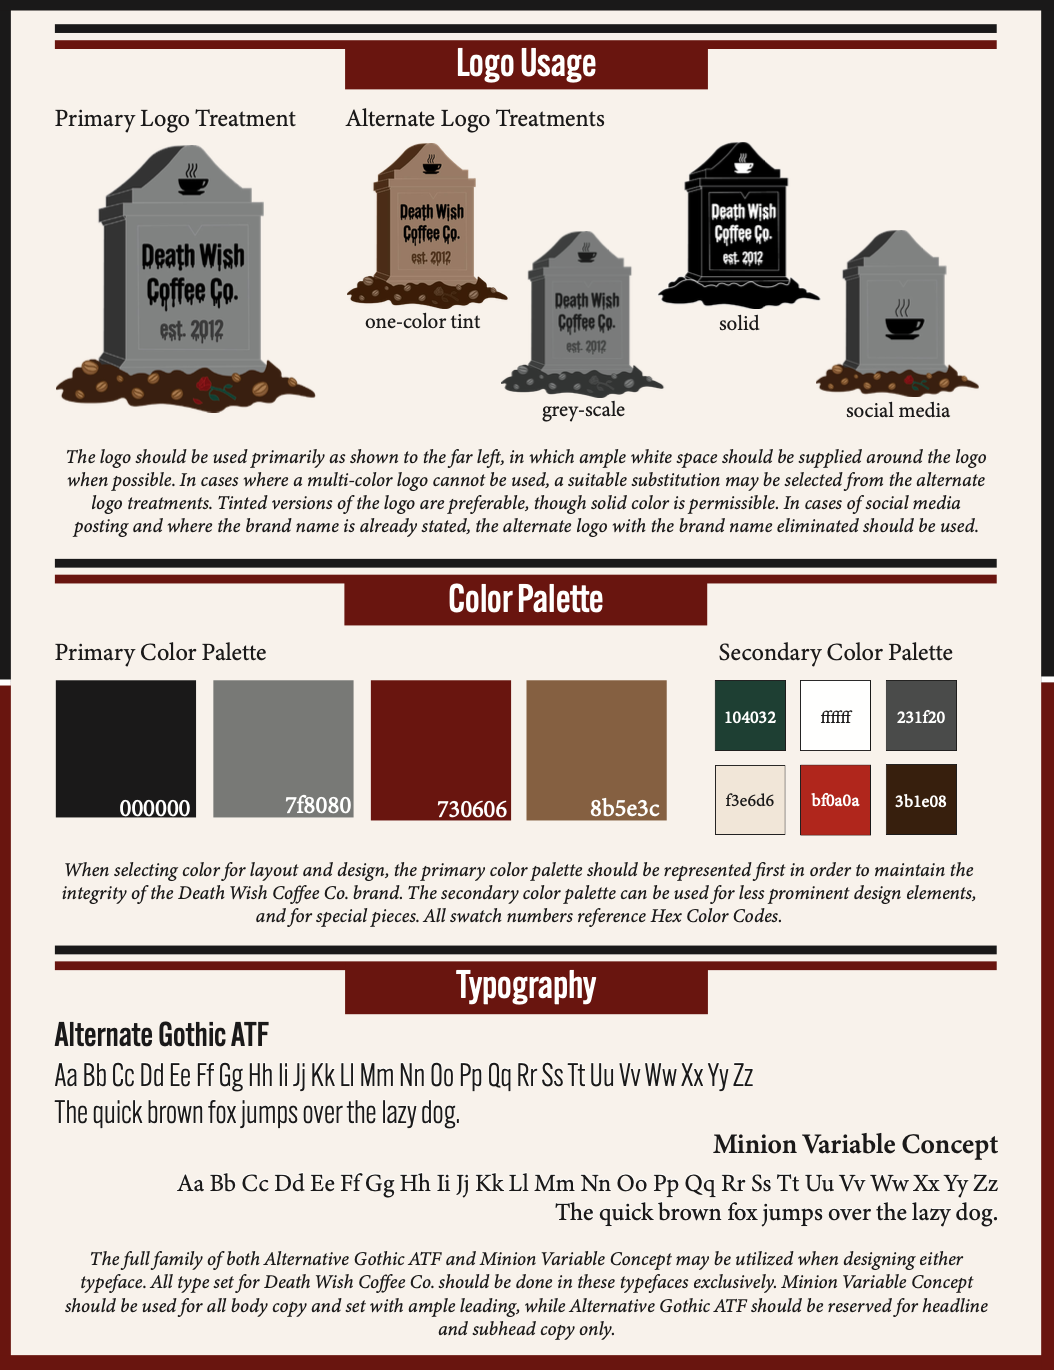 Logo Usage
Primary Logo Treatment
Alternate Logo Treatments
Death Wish
Coffee Co.
est. 2012
Death Wish
Coffee Co.
est. 2012
one-color tint
Death Wish
Coffee Co.
est. 2012
grey-scale
Death Wish
Coffee Co.
est. 2012
solid
social media
The logo should be used primarily as shown to the far left, in which ample white space should be supplied around the logo
when possible. In cases where a multi-color logo cannot be used, a suitable substitution may be selected from the alternate
logo treatments. Tinted versions of the logo are preferable, though solid color is permissible. In cases of social media
posting and where the brand name is already stated, the alternate logo with the brand name eliminated should be used.
Color Palette
Primary Color Palette
000000
7f8080
730606
8b5e3c
Secondary Color Palette
104032
ffffff
231f20
f3e6d6
bf0a0a
3b1e08
When selecting color for layout and design, the primary color palette should be represented first in order to maintain the
integrity of the Death Wish Coffee Co. brand. The secondary color palette can be used for less prominent design elements,
and for special pieces. All swatch numbers reference Hex Color Codes.
Typography
Alternate Gothic ATF
Aa Bb Cc Dd Ee Ff Gg Hh Ii Jj Kk Ll Mm Nn Oo Pp Qq Rr Ss Tt Uu Vv Ww Xx Yy Zz
The quick brown fox jumps over the lazy dog.
Minion Variable Concept
Aa Bb Cc Dd Ee Ff Gg Hh Ii Jj Kk Ll Mm Nn Oo Pp Qq Rr Ss Tt Uu Vv Ww Xx Yy Zz
The quick brown fox jumps over the lazy dog.
The full family of both Alternative Gothic ATF and Minion Variable Concept may be utilized when designing either
typeface. All type set for Death Wish Coffee Co. should be done in these typefaces exclusively. Minion Variable Concept
should be used for all body copy and set with ample leading, while Alternative Gothic ATF should be reserved for headline
and subhead copy only.